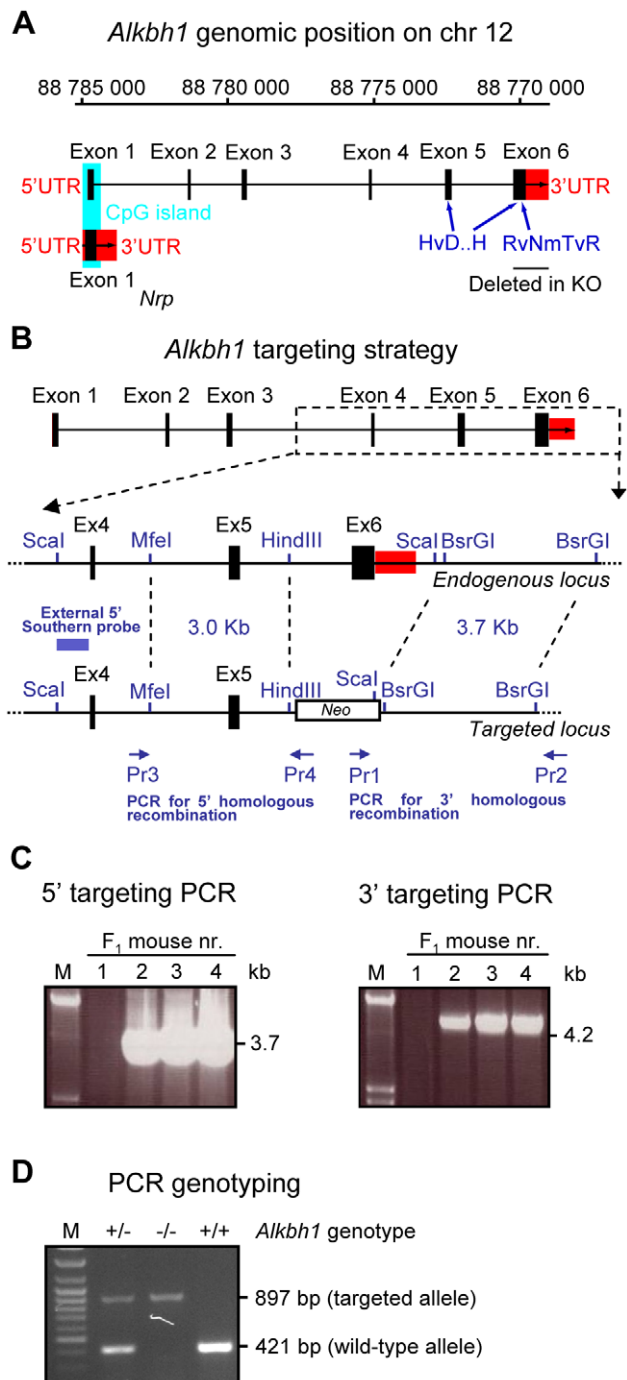 A
Alkbh1 genomic position on chr 12
88 785 000 88 780 000 88 775 000 88 770 000
Exon 1 Exon 2 Exon 3 Exon 4 Exon 5 Exon 6
5'UTR 3'UTR
CpG island
5'UTR 3'UTR
HvD..H RvNmTvR
Exon 1 Nrp
Deleted in KO
B
Alkbh1 targeting strategy
Exon 1 Exon 2 Exon 3 Exon 4 Exon 5 Exon 6
ScaI Ex4 MfeI Ex5 HindIII Ex6 ScaI BsrGI BsrGI
Endogenous locus
External 5'
Southern probe
3.0 Kb 3.7 Kb
ScaI Ex4 MfeI Ex5 HindIII ScaI BsrGI BsrGI
Neo
Targeted locus
Pr3 Pr4 Pr1 Pr2
PCR for 5' homologous
recombination
PCR for 3' homologous
recombination
C
5' targeting PCR
F1 mouse nr.
M 1 2 3 4 kb
3.7
3' targeting PCR
F1 mouse nr.
M 1 2 3 4 kb
4.2
D
PCR genotyping
M +/- -/- +/+ Alkbh1 genotype
897 bp (targeted allele)
421 bp (wild-type allele)